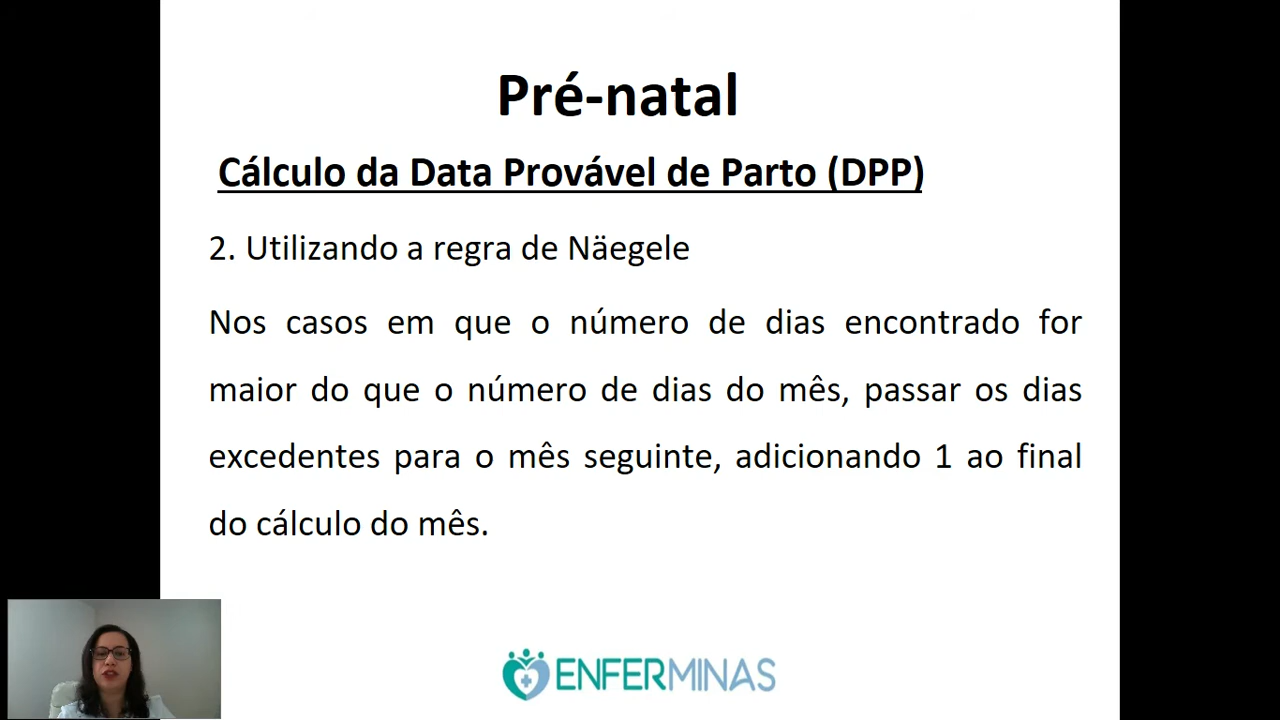 Pré-natal
Cálculo da Data Provável de Parto (DPP)
2. Utilizando a regra de Näegele
Nos casos em que o número de dias encontrado for
maior do que o número de dias do mês, passar os dias
excedentes para o mês seguinte, adicionando 1 ao final
do cálculo do mês.
ENFERMINAS